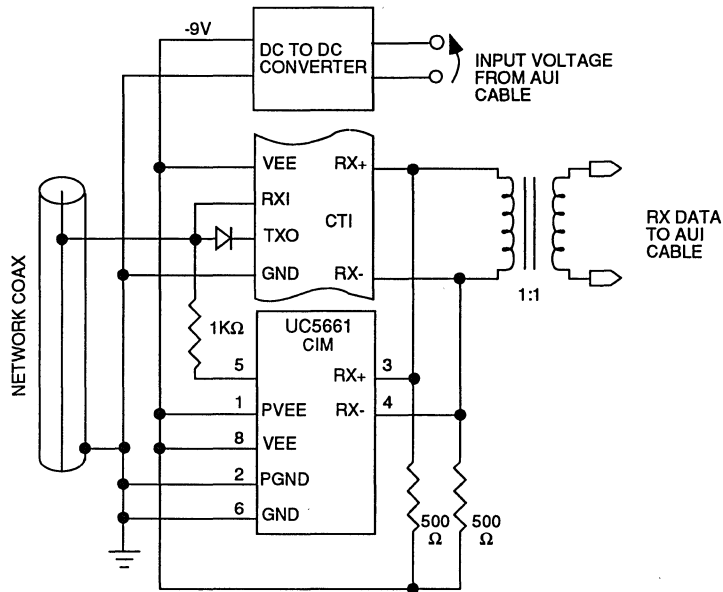 -9V
DC TO DC
CONVERTER
INPUT VOLTAGE
FROM AUI
CABLE
VEE
RX+
RXI
CTI
TXO
GND
RX-
1:1
RX DATA
TO AUI
CABLE
NETWORK COAX
1KΩ
UC5661
CIM
5
RX+
3
1
PVEE
RX-
4
8
VEE
2
PGND
6
GND
500
Ω
500
Ω